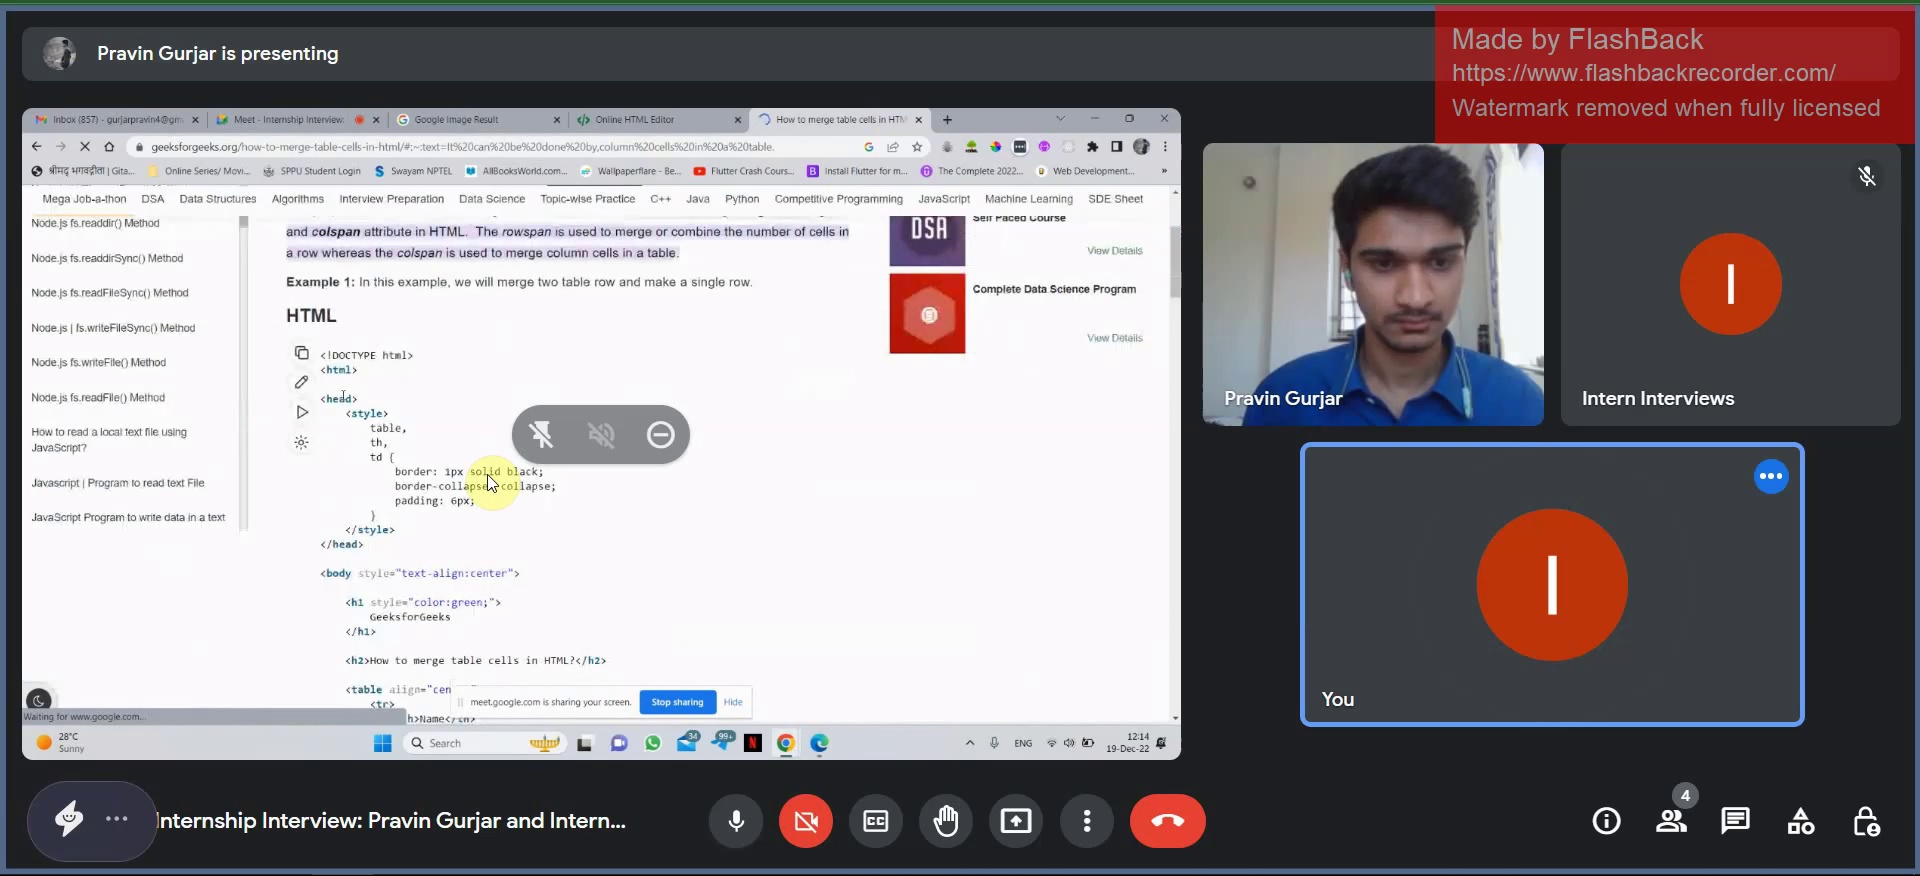 Pravin Gurjar is presenting
Made by FlashBack
https://www.flashbackrecorder.com/
Watermark removed when fully licensed
Inbox (857) - gurjarpravin4@gm
Meet - Internship Interview:
Google Image Result
Online HTML Editor
How to merge table cells in HTM
geeksforgeeks.org/how-to-merge-table-cells-in-html/#:~:text=It%20can%20be%20done%20by,column%20cells%20in%20a%20table.
श्रीमद् भगवद्गीता | Gita...
Online Series/ Movi...
SPPU Student Login
Swayam NPTEL
AllBooksWorld.com...
Wallpaperflare - Be...
Flutter Crash Cours...
Install Flutter for m...
The Complete 2022...
Web Development...
Mega Job-a-thon
DSA
Data Structures
Algorithms
Interview Preparation
Data Science
Topic-wise Practice
C++
Java
Python
Competitive Programming
JavaScript
Machine Learning
SDE Sheet
Node.js fs.readdir() Method
Node.js fs.readdirSync() Method
Node.js fs.readFileSync() Method
Node.js | fs.writeFileSync() Method
Node.js fs.writeFile() Method
Node.js fs.readFile() Method
How to read a local text file using
JavaScript?
Javascript | Program to read text File
JavaScript Program to write data in a text
and colspan attribute in HTML. The rowspan is used to merge or combine the number of cells in
a row whereas the colspan is used to merge column cells in a table.
Example 1: In this example, we will merge two table row and make a single row.
HTML
<!DOCTYPE html>
<html>
<head>
<style>
table,
th,
td {
border: 1px solid black;
border-collapse: collapse;
padding: 6px;
}
</style>
</head>
<body style="text-align:center">
<h1 style="color:green;">
GeeksforGeeks
</h1>
<h2>How to merge table cells in HTML?</h2>
<table align="cen
<tr>
h>Name</th>
DSA
Self Paced Course
View Details
Complete Data Science Program
View Details
meet.google.com is sharing your screen.
Stop sharing
Hide
Waiting for www.google.com...
28°C
Sunny
Search
34
99+
N
ENG
12:14
19-Dec-22
Pravin Gurjar
I
Intern Interviews
I
You
Internship Interview: Pravin Gurjar and Intern...
4